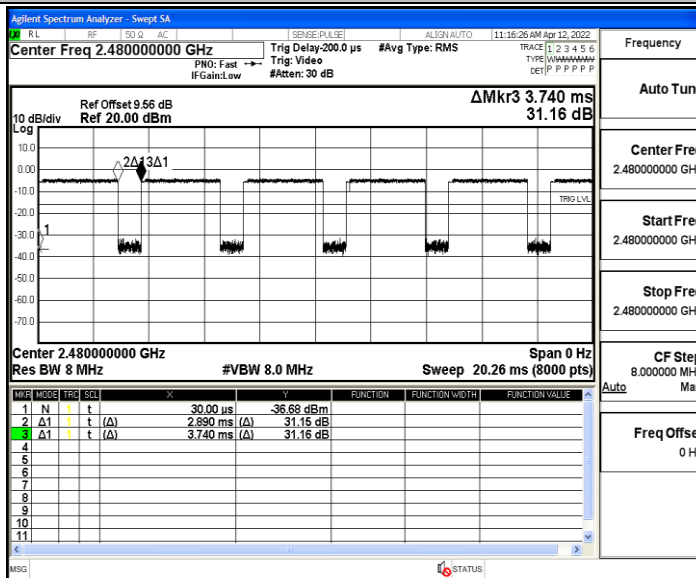 Agilent Spectrum Analyzer - Swept SA
LXI RL RF 50 Ω AC SENSE:PULSE ALIGN AUTO 11:16:26 AM Apr 12, 2022
Center Freq 2.480000000 GHz
PNO: Fast
IFGain:Low
Trig Delay-200.0 µs
Trig: Video
#Atten: 30 dB
#Avg Type: RMS
TRACE 1 2 3 4 5 6
TYPE
DET P P P P P P
ΔMkr3 3.740 ms
31.16 dB
Ref Offset 9.56 dB
10 dB/div Ref 20.00 dBm
Log
10.0
0.00
-10.0
-20.0
-30.0
-40.0
-50.0
-60.0
-70.0
2Δ1 3Δ1
TRIG LVL
1
Center 2.480000000 GHz Span 0 Hz
Res BW 8 MHz #VBW 8.0 MHz Sweep 20.26 ms (8000 pts)
MKR MODE TRC SCL X Y FUNCTION FUNCTION WIDTH FUNCTION VALUE
1 N 1 t 30.00 µs -36.68 dBm
2 Δ1 1 t (Δ) 2.890 ms (Δ) 31.15 dB
3 Δ1 1 t (Δ) 3.740 ms (Δ) 31.16 dB
4
5
6
7
8
9
10
11
MSG STATUS
Frequency
Auto Tun
Center Fre
2.480000000 GH
Start Fre
2.480000000 GH
Stop Fre
2.480000000 GH
CF Ste
8.000000 MH
Auto Ma
Freq Offse
0 H